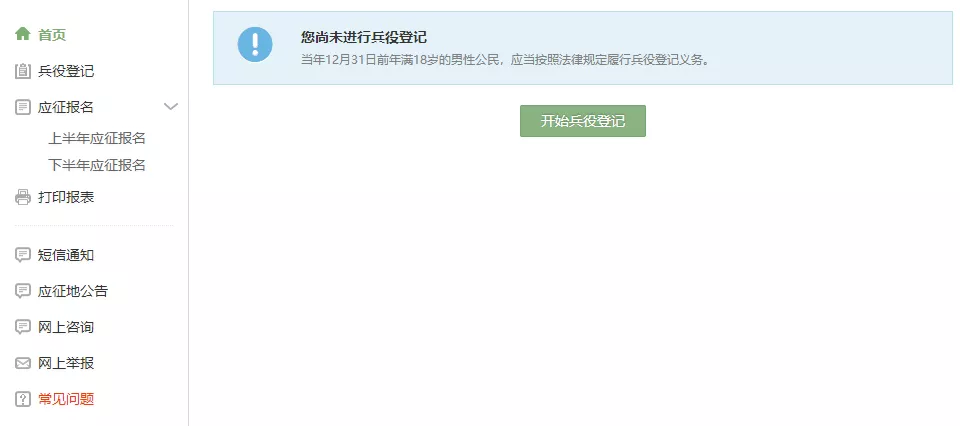 首页
兵役登记
应征报名
上半年应征报名
下半年应征报名
打印报表
短信通知
应征地公告
网上咨询
网上举报
常见问题
您尚未进行兵役登记
当年12月31日前年满18岁的男性公民，应当按照法律规定履行兵役登记义务。
开始兵役登记